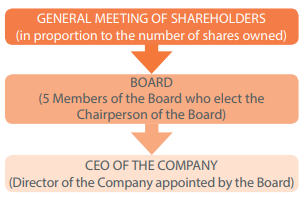 GENERAL MEETING OF SHAREHOLDERS
(in proportion to the number of shares owned)
BOARD
(5 Members of the Board who elect the
Chairperson of the Board)
CEO OF THE COMPANY
(Director of the Company appointed by the Board)